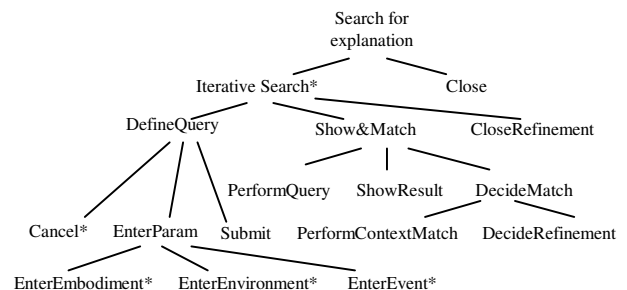 Search for
explanation
Iterative Search*
Close
DefineQuery
Show&Match
CloseRefinement
PerformQuery
ShowResult
DecideMatch
Cancel*
EnterParam
Submit
PerformContextMatch
DecideRefinement
EnterEmbodiment*
EnterEnvironment*
EnterEvent*